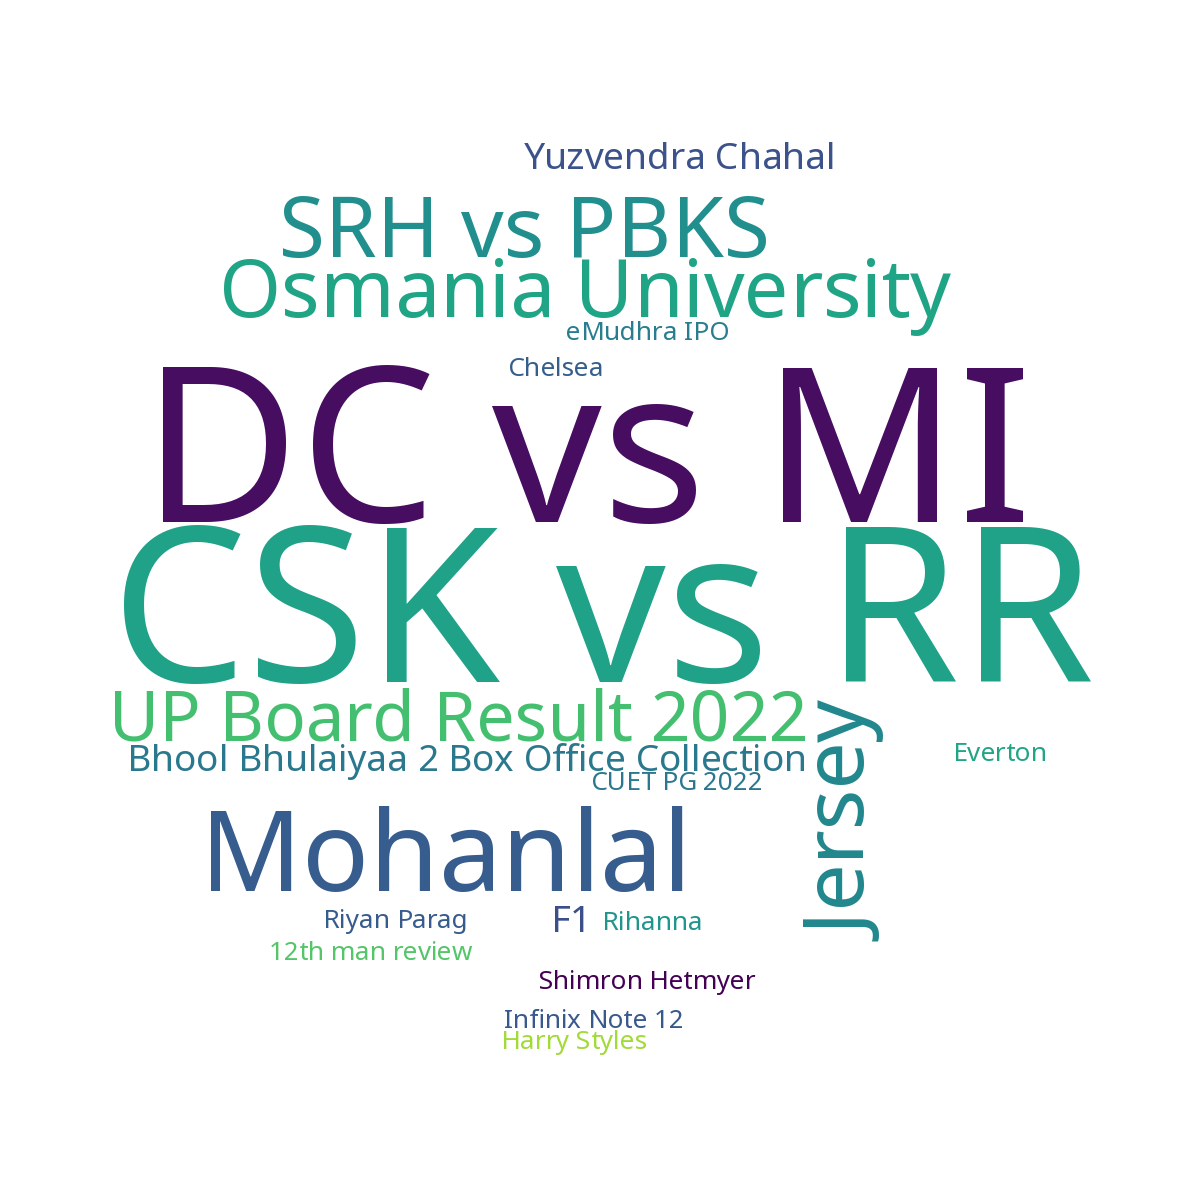 Yuzvendra Chahal
SRH vs PBKS
Osmania University
eMudhra IPO
Chelsea
DC vs MI
CSK vs RR
UP Board Result 2022
Jersey
Everton
Bhool Bhulaiyaa 2 Box Office Collection
CUET PG 2022
Mohanlal
Riyan Parag
F1
Rihanna
12th man review
Shimron Hetmyer
Infinix Note 12
Harry Styles